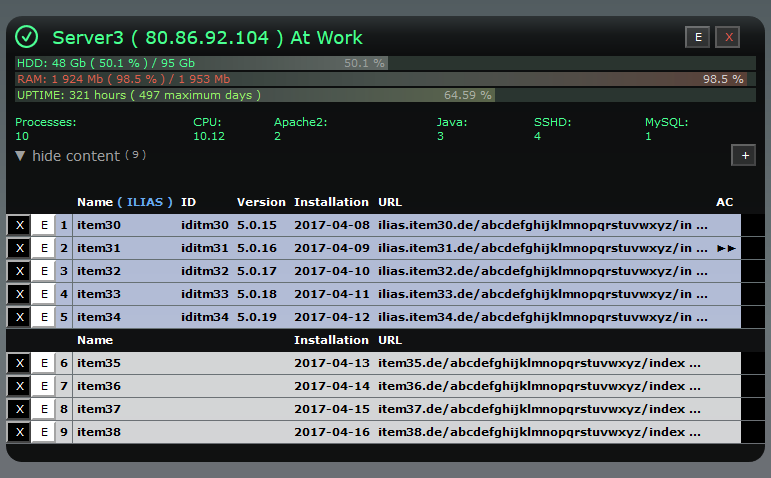 Server3 ( 80.86.92.104 ) At Work E X
HDD: 48 Gb ( 50.1 % ) / 95 Gb 50.1 %
RAM: 1 924 Mb ( 98.5 % ) / 1 953 Mb 98.5 %
UPTIME: 321 hours ( 497 maximum days ) 64.59 %
Processes: CPU: Apache2: Java: SSHD: MySQL:
10 10.12 2 3 4 1
▼ hide content ( 9 ) +
Name ( ILIAS ) ID Version Installation URL AC
X E 1 item30 iditm30 5.0.15 2017-04-08 ilias.item30.de/abcdefghijklmnopqrstuvwxyz/in ...
X E 2 item31 iditm31 5.0.16 2017-04-09 ilias.item31.de/abcdefghijklmnopqrstuvwxyz/in ... ►►
X E 3 item32 iditm32 5.0.17 2017-04-10 ilias.item32.de/abcdefghijklmnopqrstuvwxyz/in ...
X E 4 item33 iditm33 5.0.18 2017-04-11 ilias.item33.de/abcdefghijklmnopqrstuvwxyz/in ...
X E 5 item34 iditm34 5.0.19 2017-04-12 ilias.item34.de/abcdefghijklmnopqrstuvwxyz/in ...
Name Installation URL
X E 6 item35 2017-04-13 item35.de/abcdefghijklmnopqrstuvwxyz/index ...
X E 7 item36 2017-04-14 item36.de/abcdefghijklmnopqrstuvwxyz/index ...
X E 8 item37 2017-04-15 item37.de/abcdefghijklmnopqrstuvwxyz/index ...
X E 9 item38 2017-04-16 item38.de/abcdefghijklmnopqrstuvwxyz/index ...